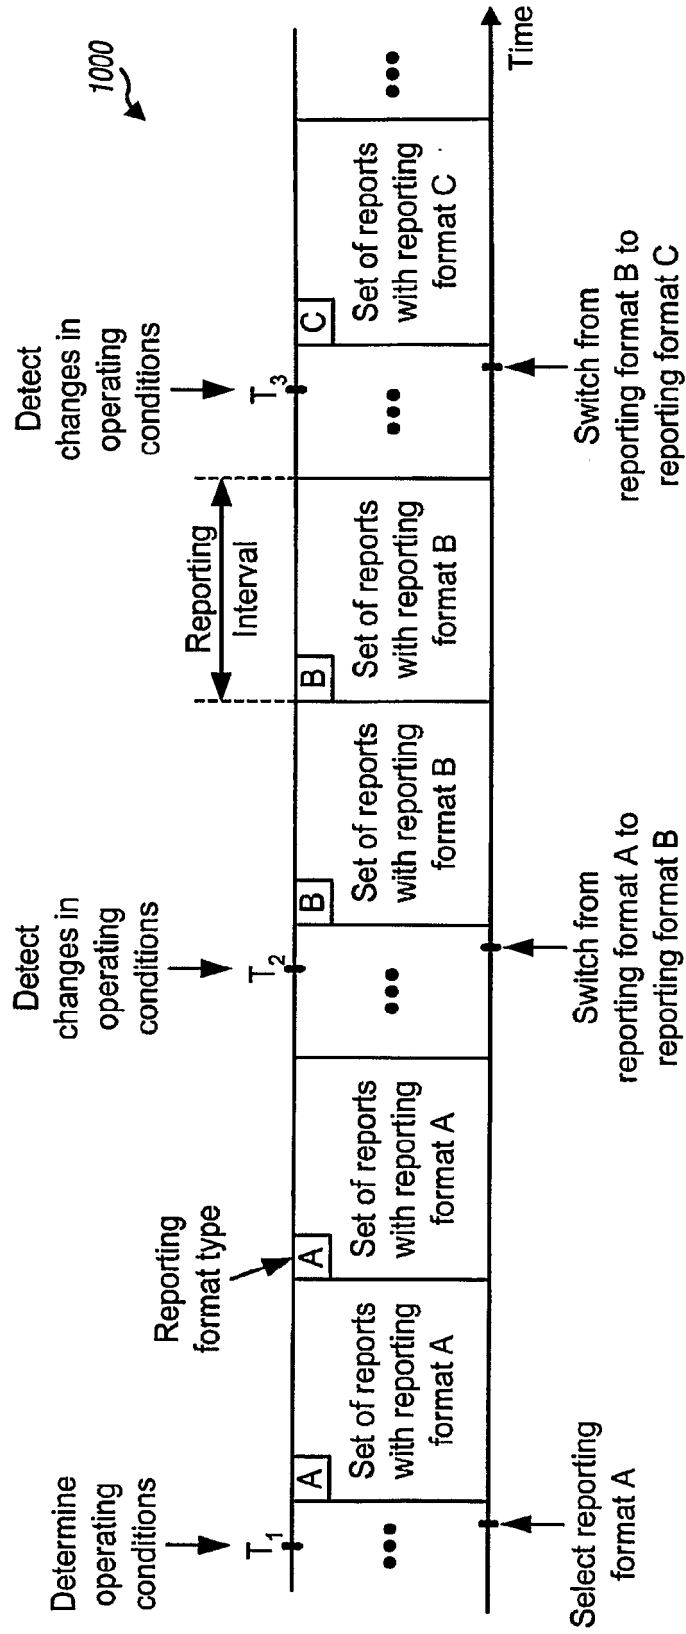 1000
Determine
operating
conditions
Detect
changes in
operating
conditions
Detect
changes in
operating
conditions
Reporting
format type
Reporting
Interval
T1
T2
T3
•••
A
Set of reports
with reporting
format A
A
Set of reports
with reporting
format A
•••
B
Set of reports
with reporting
format B
B
Set of reports
with reporting
format B
•••
C
Set of reports
with reporting
format C
•••
Time
Select reporting
format A
Switch from
reporting format A to
reporting format B
Switch from
reporting format B to
reporting format C